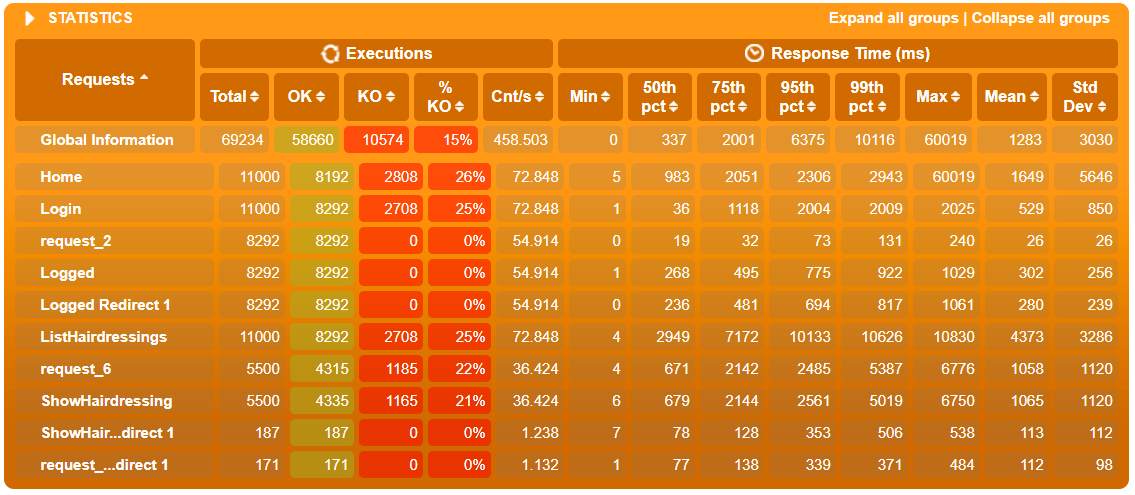 STATISTICS Expand all groups | Collapse all groups
Requests Executions Response Time (ms)
Total OK KO % KO Cnt/s Min 50th pct 75th pct 95th pct 99th pct Max Mean Std Dev
Global Information 69234 58660 10574 15% 458.503 0 337 2001 6375 10116 60019 1283 3030
Home 11000 8192 2808 26% 72.848 5 983 2051 2306 2943 60019 1649 5646
Login 11000 8292 2708 25% 72.848 1 36 1118 2004 2009 2025 529 850
request_2 8292 8292 0 0% 54.914 0 19 32 73 131 240 26 26
Logged 8292 8292 0 0% 54.914 1 268 495 775 922 1029 302 256
Logged Redirect 1 8292 8292 0 0% 54.914 0 236 481 694 817 1061 280 239
ListHairdressings 11000 8292 2708 25% 72.848 4 2949 7172 10133 10626 10830 4373 3286
request_6 5500 4315 1185 22% 36.424 4 671 2142 2485 5387 6776 1058 1120
ShowHairdressing 5500 4335 1165 21% 36.424 6 679 2144 2561 5019 6750 1065 1120
ShowHair...direct 1 187 187 0 0% 1.238 7 78 128 353 506 538 113 112
request_...direct 1 171 171 0 0% 1.132 1 77 138 339 371 484 112 98